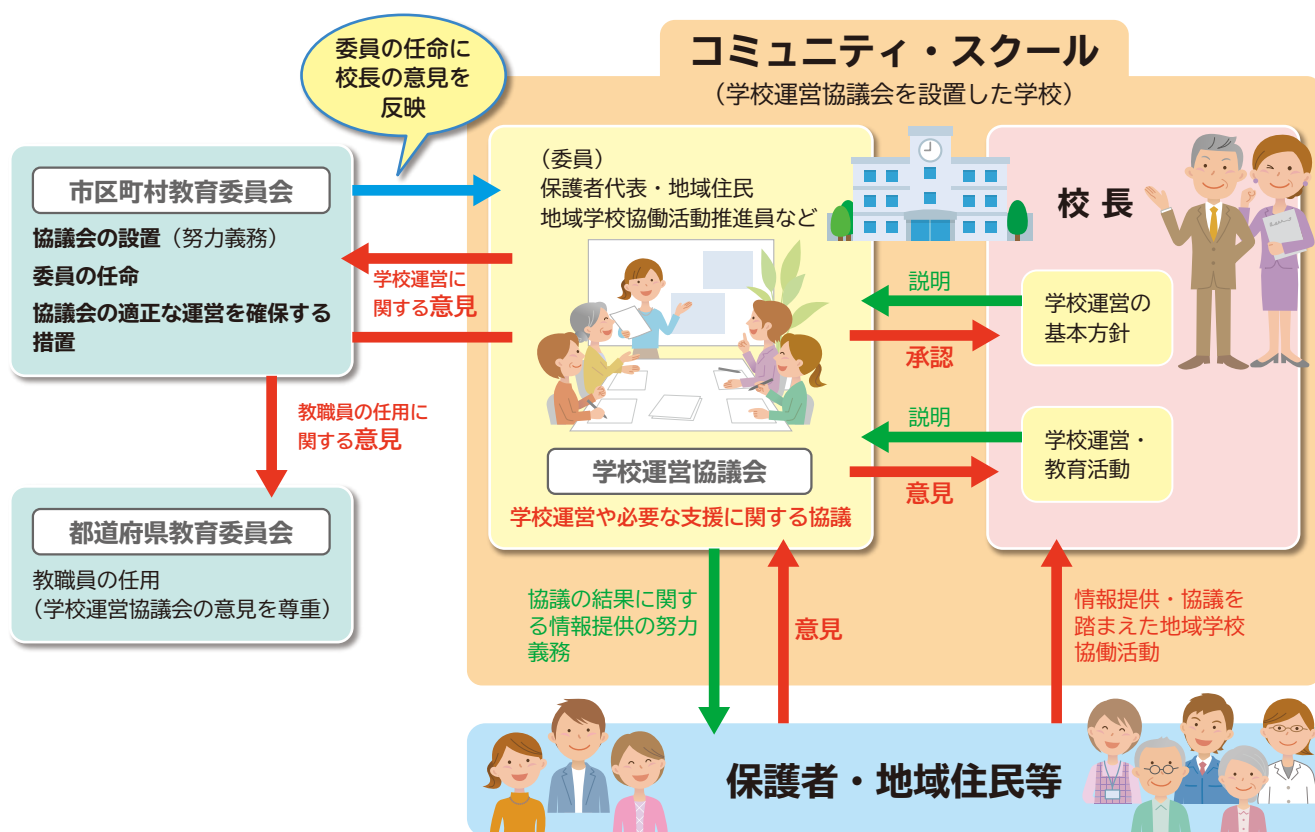 コミュニティ・スクール
（学校運営協議会を設置した学校）
委員の任命に
校長の意見を
反映
市区町村教育委員会
協議会の設置（努力義務）
委員の任命
協議会の適正な運営を確保する
措置
学校運営に
関する意見
教職員の任用に
関する意見
都道府県教育委員会
教職員の任用
（学校運営協議会の意見を尊重）
（委員）
保護者代表・地域住民
地域学校協働活動推進員など
学校運営協議会
学校運営や必要な支援に関する協議
校長
説明
承認
学校運営の
基本方針
説明
意見
学校運営・
教育活動
協議の結果に関す
る情報提供の努力
義務
意見
情報提供・協議を
踏まえた地域学校
協働活動
保護者・地域住民等